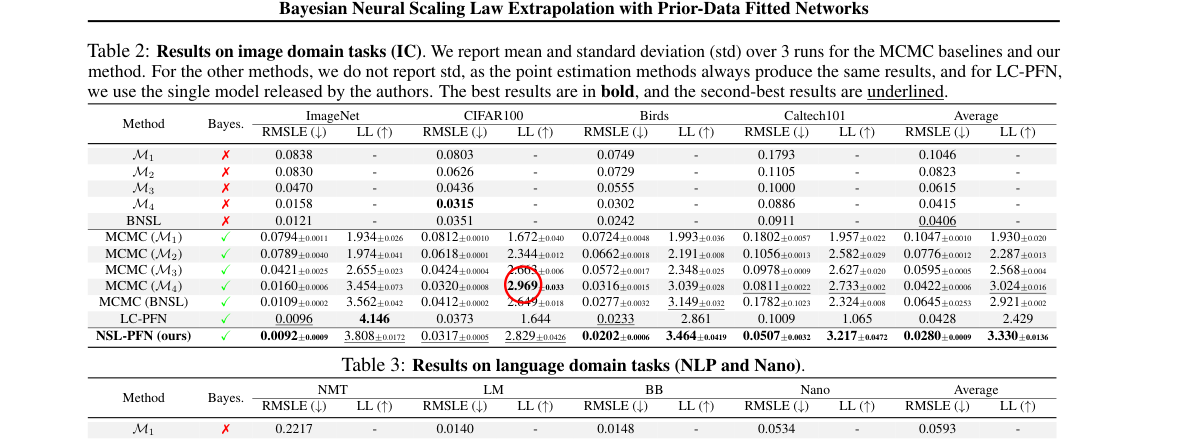 Bayesian Neural Scaling Law Extrapolation with Prior-Data Fitted Networks
Table 2: Results on image domain tasks (IC). We report mean and standard deviation (std) over 3 runs for the MCMC baselines and our
method. For the other methods, we do not report std, as the point estimation methods always produce the same results, and for LC-PFN,
we use the single model released by the authors. The best results are in bold, and the second-best results are underlined.
Method Bayes. ImageNet CIFAR100 Birds Caltech101 Average
RMSLE (↓) LL (↑) RMSLE (↓) LL (↑) RMSLE (↓) LL (↑) RMSLE (↓) LL (↑) RMSLE (↓) LL (↑)
M₁ ✗ 0.0838 - 0.0803 - 0.0749 - 0.1793 - 0.1046 -
M₂ ✗ 0.0830 - 0.0626 - 0.0729 - 0.1105 - 0.0823 -
M₃ ✗ 0.0470 - 0.0436 - 0.0555 - 0.1000 - 0.0615 -
M₄ ✗ 0.0158 - 0.0315 - 0.0302 - 0.0886 - 0.0415 -
BNSL ✗ 0.0121 - 0.0351 - 0.0242 - 0.0911 - 0.0406 -
MCMC (M₁) ✓ 0.0794±0.0011 1.934±0.026 0.0812±0.0010 1.672±0.040 0.0724±0.0048 1.993±0.036 0.1802±0.0057 1.957±0.022 0.1047±0.0010 1.930±0.020
MCMC (M₂) ✓ 0.0789±0.0040 1.974±0.041 0.0618±0.0001 2.344±0.012 0.0662±0.0018 2.191±0.008 0.1056±0.0013 2.582±0.029 0.0776±0.0012 2.287±0.013
MCMC (M₃) ✓ 0.0421±0.0025 2.655±0.023 0.0424±0.0004 ±0.006 0.0572±0.0017 2.348±0.025 0.0978±0.0009 2.627±0.020 0.0595±0.0005 2.568±0.004
MCMC (M₄) ✓ 0.0160±0.0006 3.454±0.073 0.0320±0.0008 2.969±0.033 0.0316±0.0015 3.039±0.028 0.0811±0.0022 2.733±0.002 0.0422±0.0006 3.024±0.016
MCMC (BNSL) ✓ 0.0109±0.0002 3.562±0.042 0.0412±0.0002 2.649±0.018 0.0277±0.0032 3.149±0.032 0.1782±0.1023 2.324±0.008 0.0645±0.0253 2.921±0.002
LC-PFN ✓ 0.0096 4.146 0.0373 1.644 0.0233 2.861 0.1009 1.065 0.0428 2.429
NSL-PFN (ours) ✓ 0.0092±0.0009 3.808±0.0172 0.0317±0.0005 2.829±0.0426 0.0202±0.0006 3.464±0.0419 0.0507±0.0032 3.217±0.0472 0.0280±0.0009 3.330±0.0136
Table 3: Results on language domain tasks (NLP and Nano).
Method Bayes. NMT LM BB Nano Average
RMSLE (↓) LL (↑) RMSLE (↓) LL (↑) RMSLE (↓) LL (↑) RMSLE (↓) LL (↑) RMSLE (↓) LL (↑)
M₁ ✗ 0.2217 - 0.0140 - 0.0148 - 0.0534 - 0.0593 -